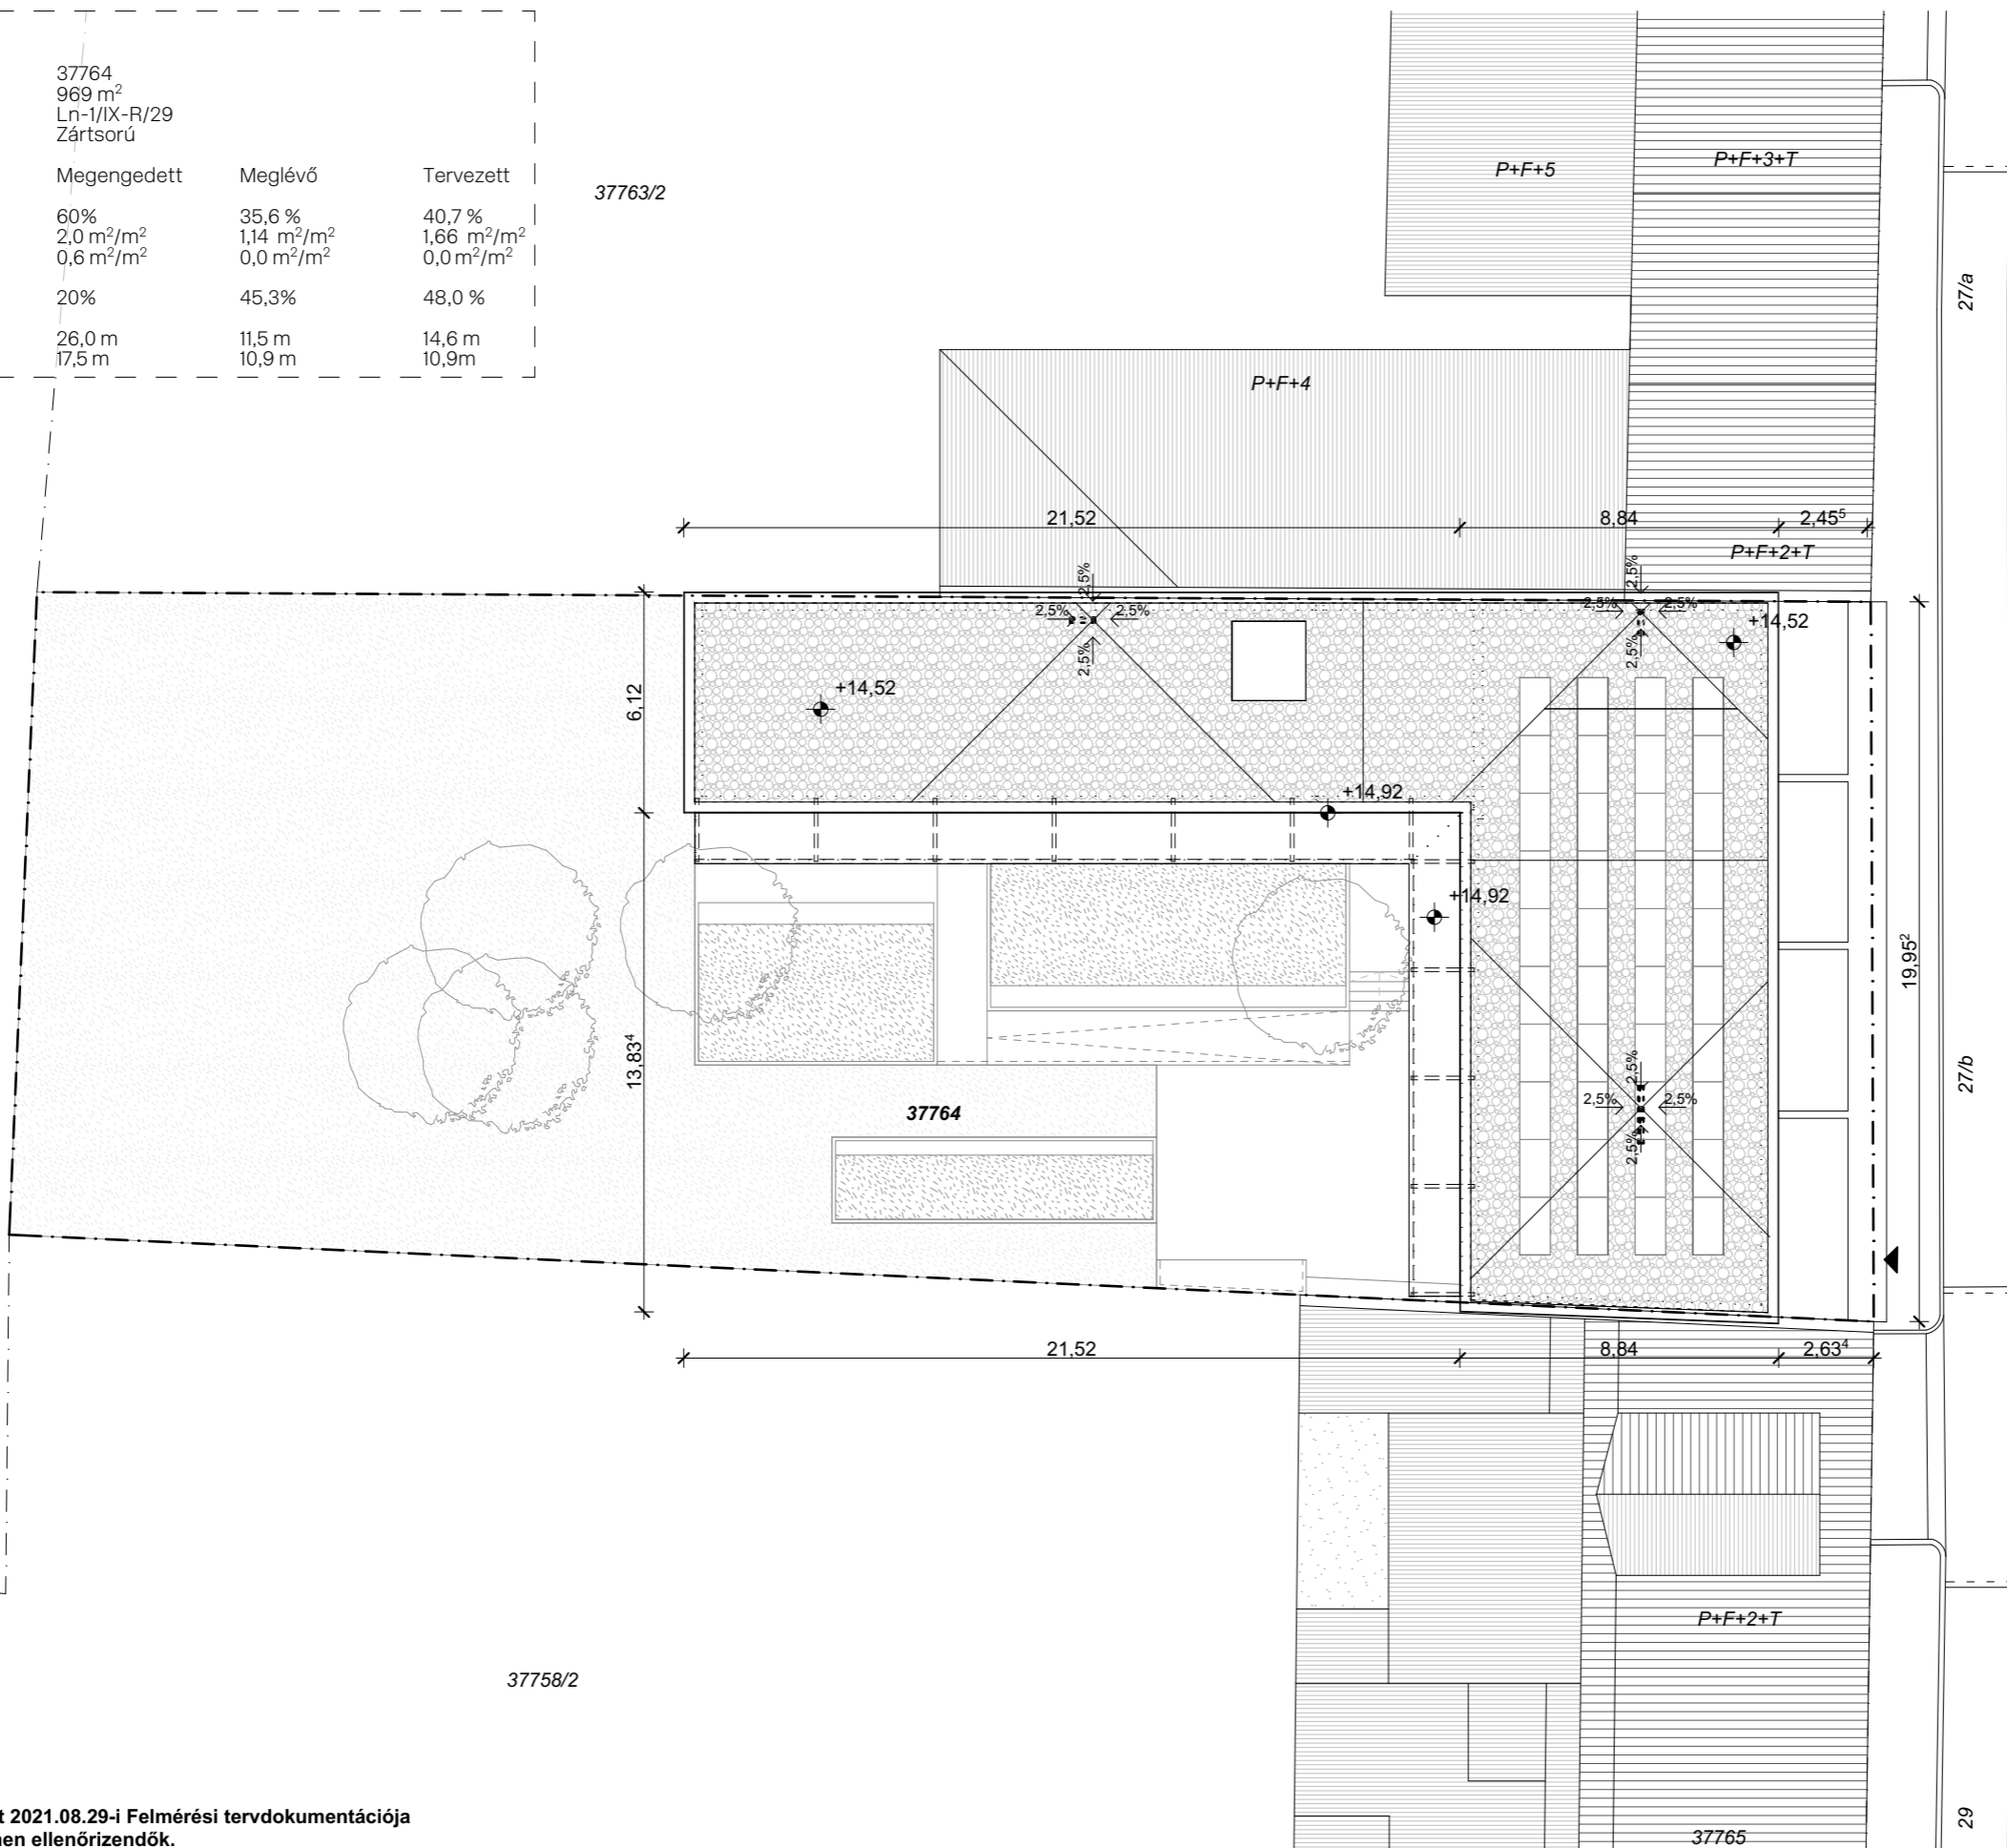 37764
969 m²
Ln-1/IX-R/29
Zártsorú
Megengedett Meglévő Tervezett
60% 35,6 % 40,7 %
2,0 m²/m² 1,14 m²/m² 1,66 m²/m²
0,6 m²/m² 0,0 m²/m² 0,0 m²/m²
20% 45,3% 48,0 %
26,0 m 11,5 m 14,6 m
17,5 m 10,9 m 10,9m
37763/2
P+F+5
P+F+3+T
27/a
P+F+4
21,52
8,84
2,45⁵
P+F+2+T
2,5%
2,5%
2,5%
2,5%
2,5%
2,5%
2,5%
2,5%
+14,52
+14,52
6,12
+14,92
+14,92
19,95²
13,83⁴
37764
2,5%
2,5%
2,5%
2,5%
27/b
21,52
8,84
2,63⁴
P+F+2+T
37758/2
t 2021.08.29-i Felmérési tervdokumentációja
nen ellenőrizendők.
37765
29